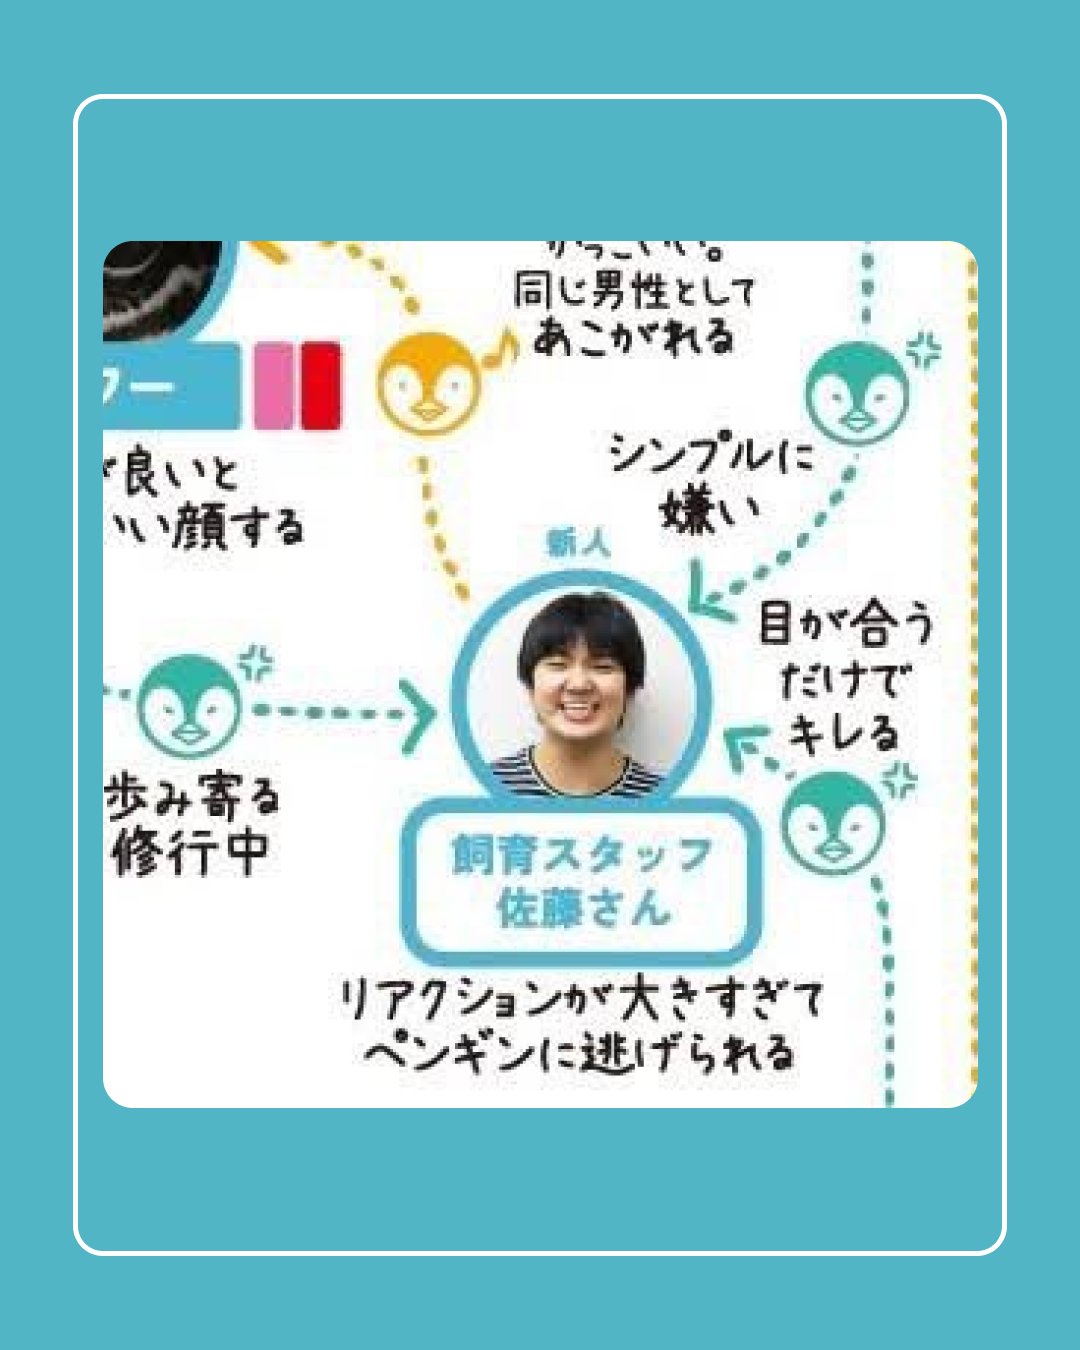 同じ男性として
あこがれる
フー
が良いと
いい顔する
シンプルに
嫌い
新人
目が合う
だけで
キレる
歩み寄る
修行中
飼育スタッフ
佐藤さん
リアクションが大きすぎて
ペンギンに逃げられる